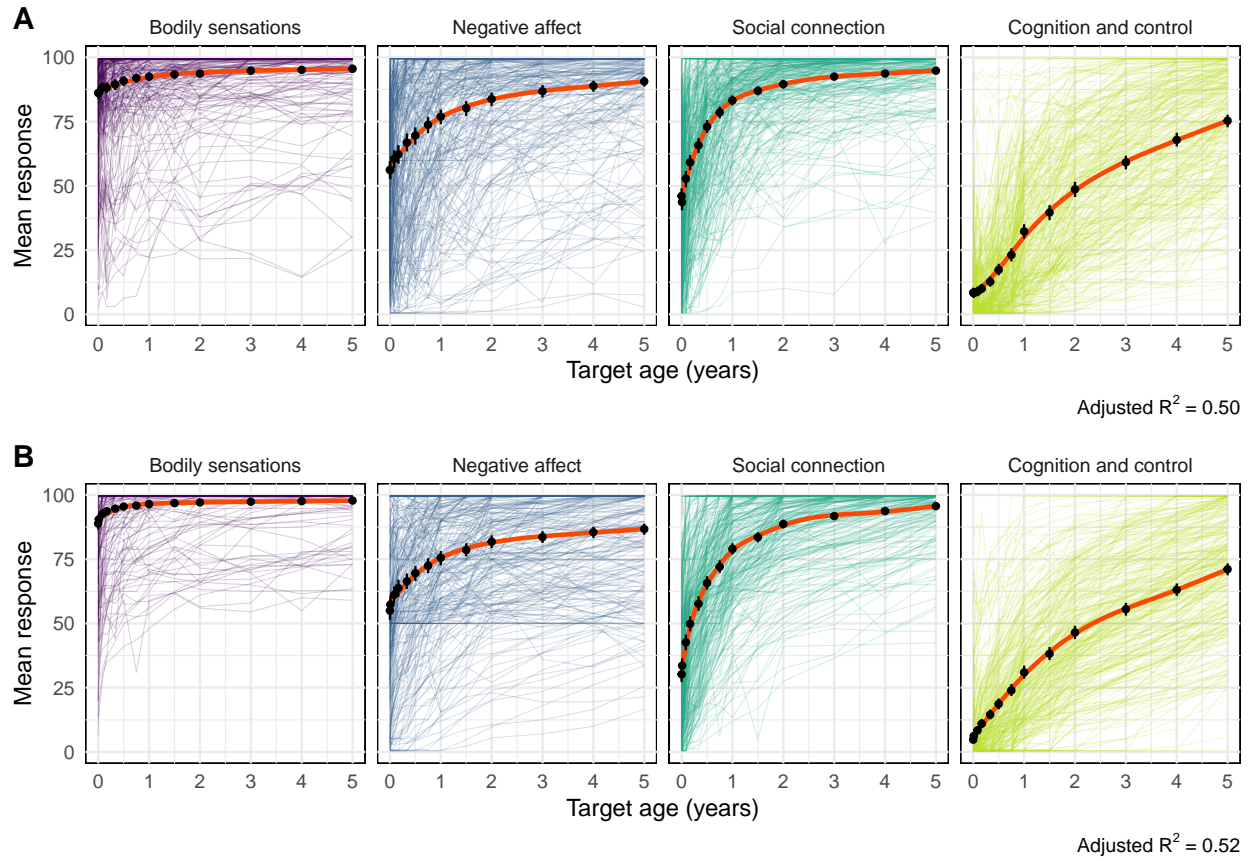 A
Bodily sensations Negative affect Social connection Cognition and control
Mean response
100
75
50
25
0
0 1 2 3 4 5 0 1 2 3 4 5 0 1 2 3 4 5 0 1 2 3 4 5
Target age (years)
Adjusted R² = 0.50
B
Bodily sensations Negative affect Social connection Cognition and control
Mean response
100
75
50
25
0
0 1 2 3 4 5 0 1 2 3 4 5 0 1 2 3 4 5 0 1 2 3 4 5
Target age (years)
Adjusted R² = 0.52